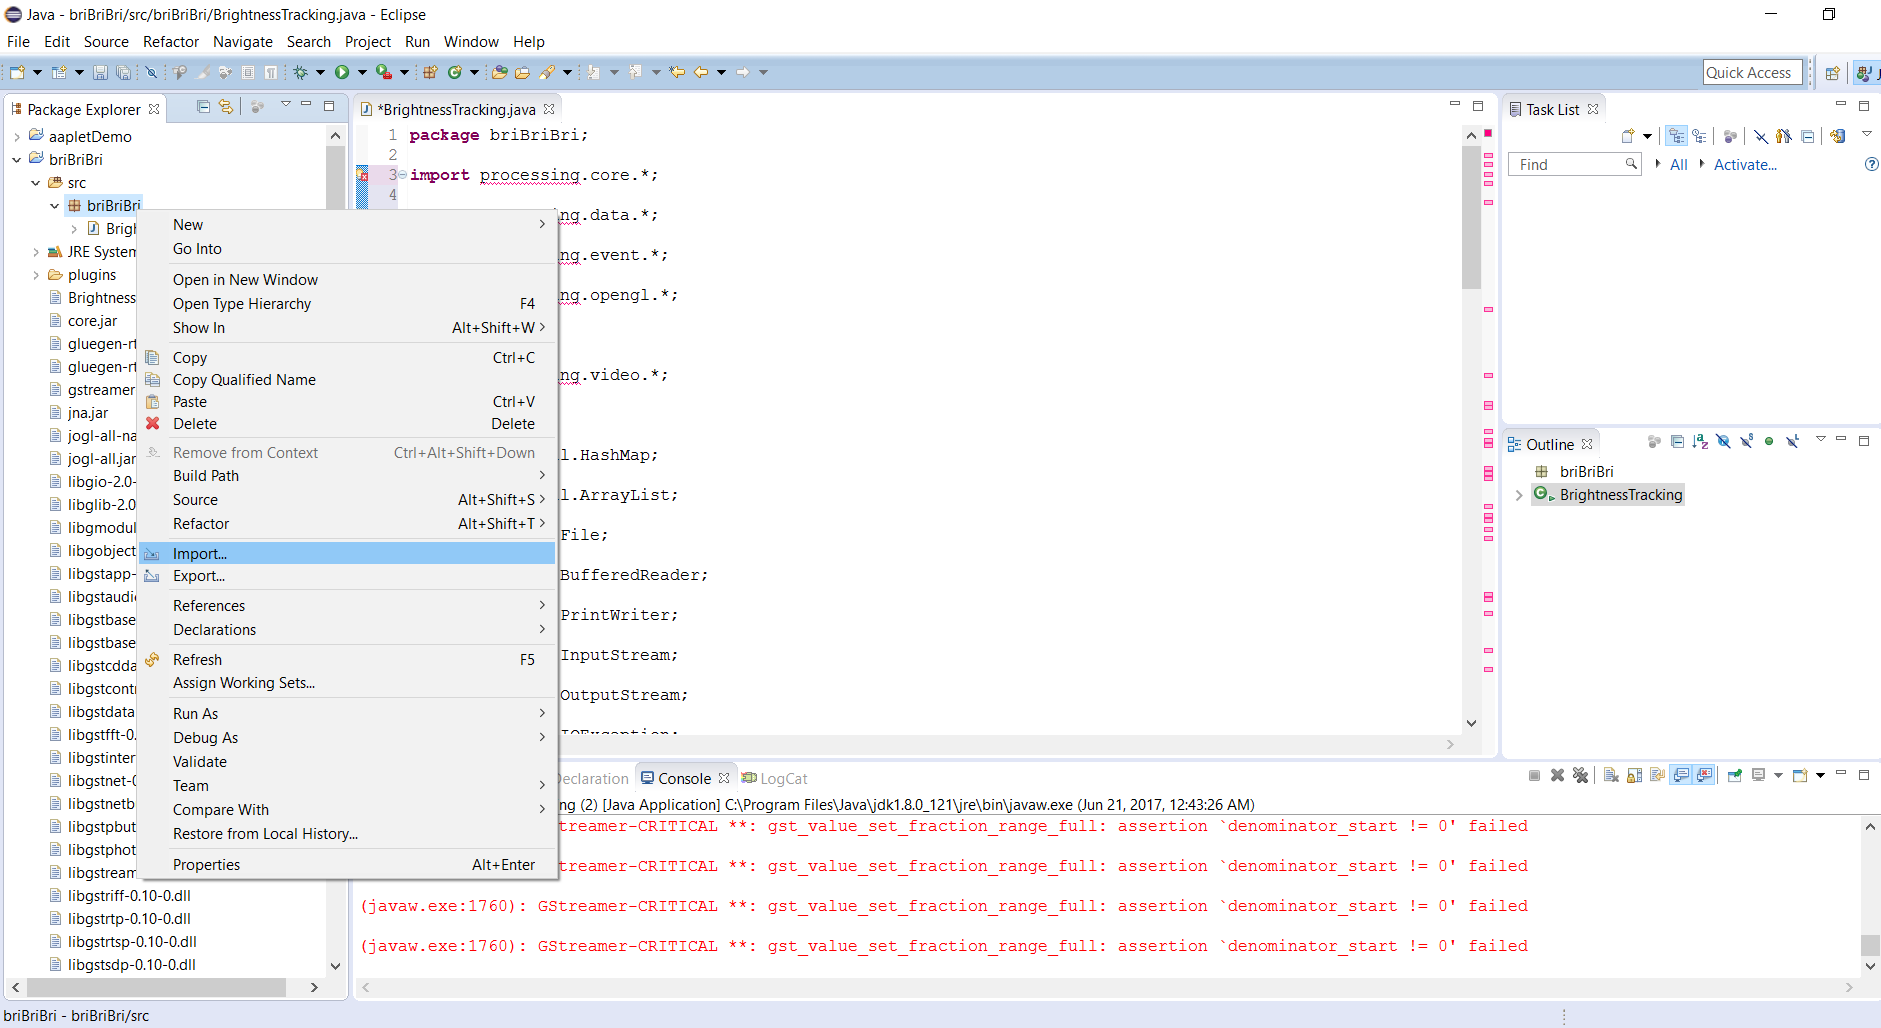 Java - briBriBri/src/briBriBri/BrightnessTracking.java - Eclipse
File Edit Source Refactor Navigate Search Project Run Window Help
Quick Access
Package Explorer
aapletDemo
briBriBri
src
briBriBri
Brigh
JRE System
plugins
Brightness
core.jar
gluegen-rt
gluegen-rt
gstreamer
jna.jar
jogl-all-na
jogl-all.jar
libgio-2.0-
libglib-2.0
libgmodul
libgobject
libgstapp-
libgstaudio
libgstbase
libgstbase
libgstcdda
libgstcontr
libgstdata
libgstfft-0.
libgstinter
libgstnet-0
libgstnetb
libgstpbut
libgstphot
libgstream
libgstriff-0.10-0.dll
libgstrtp-0.10-0.dll
libgstrtsp-0.10-0.dll
libgstsdp-0.10-0.dll
New
Go Into
Open in New Window
Open Type Hierarchy F4
Show In Alt+Shift+W
Copy Ctrl+C
Copy Qualified Name
Paste Ctrl+V
Delete Delete
Remove from Context Ctrl+Alt+Shift+Down
Build Path
Source Alt+Shift+S
Refactor Alt+Shift+T
Import...
Export...
References
Declarations
Refresh F5
Assign Working Sets...
Run As
Debug As
Validate
Team
Compare With
Restore from Local History...
Properties Alt+Enter
*BrightnessTracking.java
1 package briBriBri;
2
3 import processing.core.*;
4
ng.data.*;
ng.event.*;
ng.opengl.*;
ng.video.*;
l.HashMap;
l.ArrayList;
File;
BufferedReader;
PrintWriter;
InputStream;
OutputStream;
IOException;
Declaration Console LogCat
ng (2) [Java Application] C:\Program Files\Java\jdk1.8.0_121\jre\bin\javaw.exe (Jun 21, 2017, 12:43:26 AM)
treamer-CRITICAL **: gst_value_set_fraction_range_full: assertion `denominator_start != 0' failed
treamer-CRITICAL **: gst_value_set_fraction_range_full: assertion `denominator_start != 0' failed
(javaw.exe:1760): GStreamer-CRITICAL **: gst_value_set_fraction_range_full: assertion `denominator_start != 0' failed
(javaw.exe:1760): GStreamer-CRITICAL **: gst_value_set_fraction_range_full: assertion `denominator_start != 0' failed
Task List
Find All Activate...
Outline
briBriBri
BrightnessTracking
briBriBri - briBriBri/src